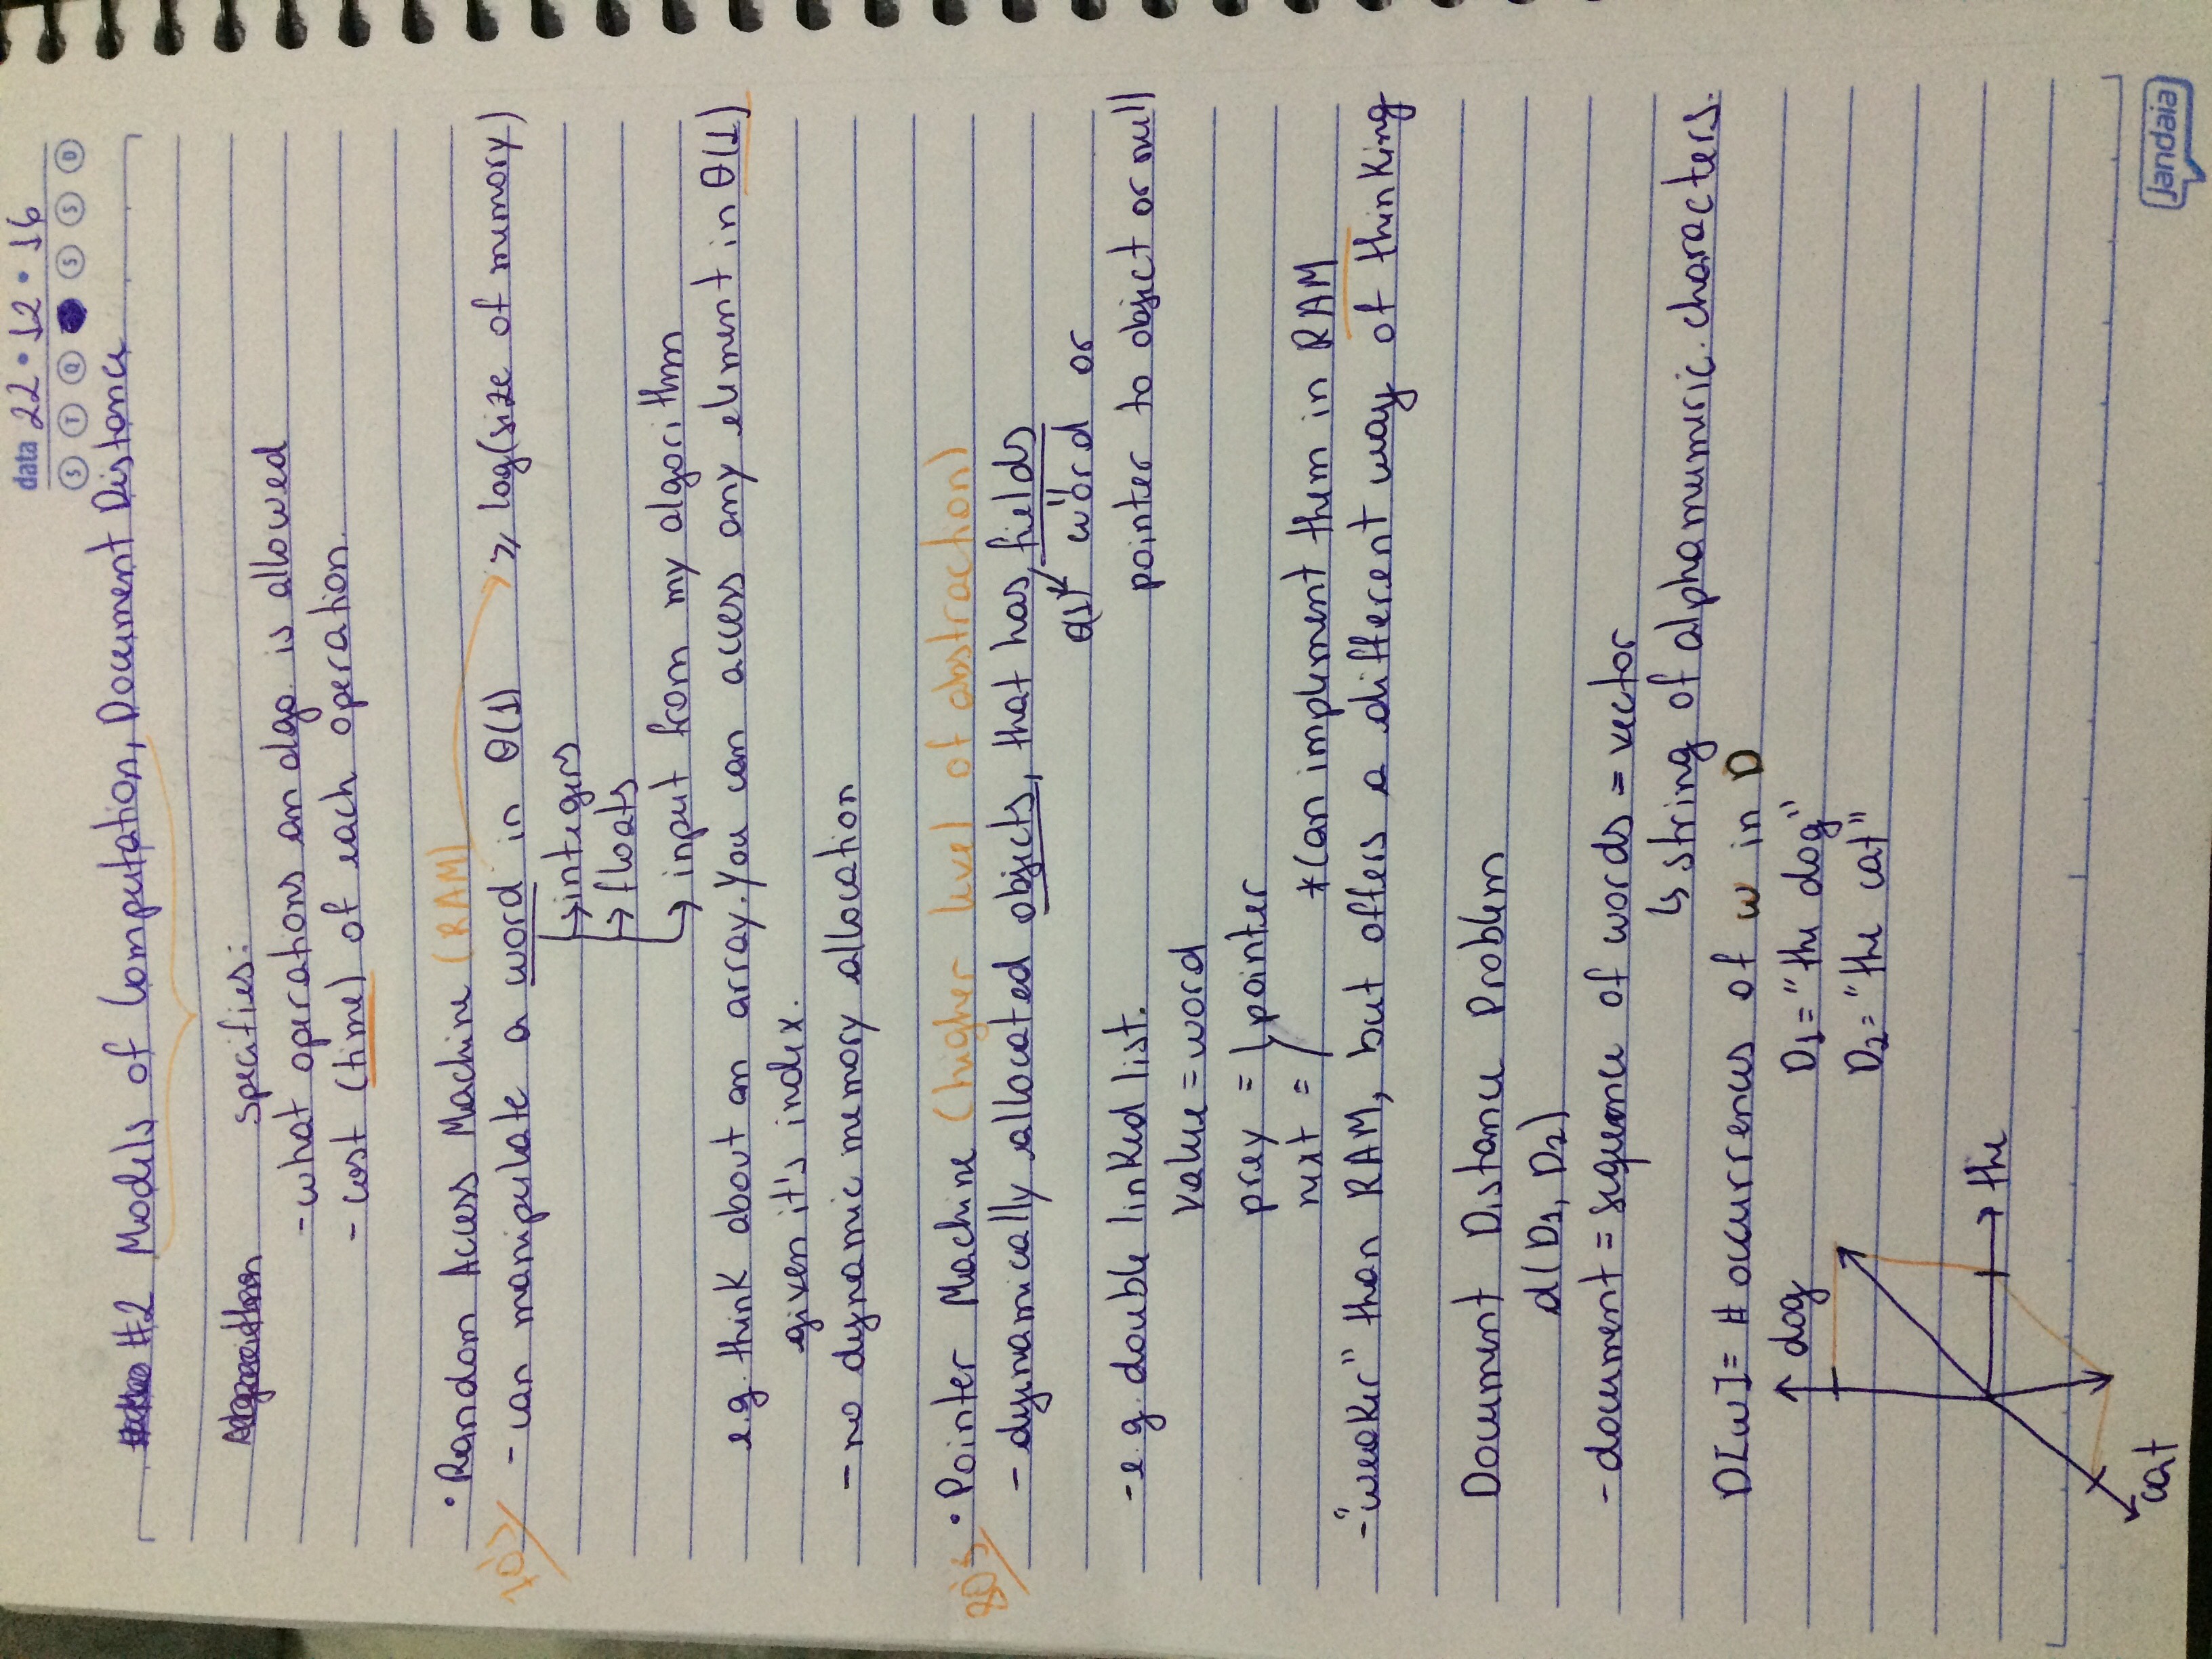 data 22 • 12 • 16
S T Q S S D
#2 Models of Computation, Document Distance
Algorithm specifies:
-what operations an algo. is allowed
- cost (time) of each operation.
• Random Access Machine (RAM)
70's - can manipulate a word in θ(1) ≥ log(size of memory)
↳ integers
↳ floats
↳ input from my algorithm
e.g. think about an array. You can access any element in θ(1)
given it's index.
- no dynamic memory allocation
80's • Pointer Machine (higher level of abstraction)
- dynamically allocated objects, that has fields
θ(1) word or
-e.g. double linked list. pointer to object or null
value = word
prev = pointer
next = / *Can implement them in RAM
-"weaker" than RAM, but offers a different way of thinking
Document Distance Problem
d(D1, D2)
- document = sequence of words = vector
↳ string of alphanumeric characters.
D[w] = # occurrences of w in D
dog D1 = "the dog"
D2 = "the cat"
the
cat
jandaia